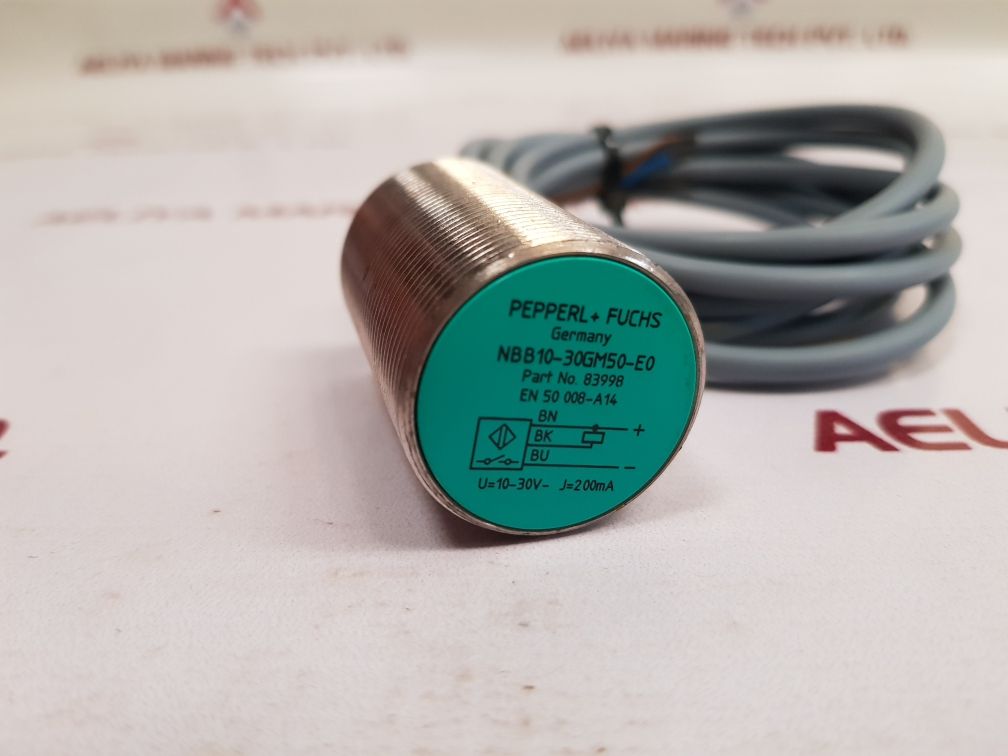 PEPPERL+ FUCHS
Germany
NBB10-30GM50-E0
Part No. 83998
EN 50 008-A14
BN
+
BK
BU
-
U=10-30V- J=200mA
AEL